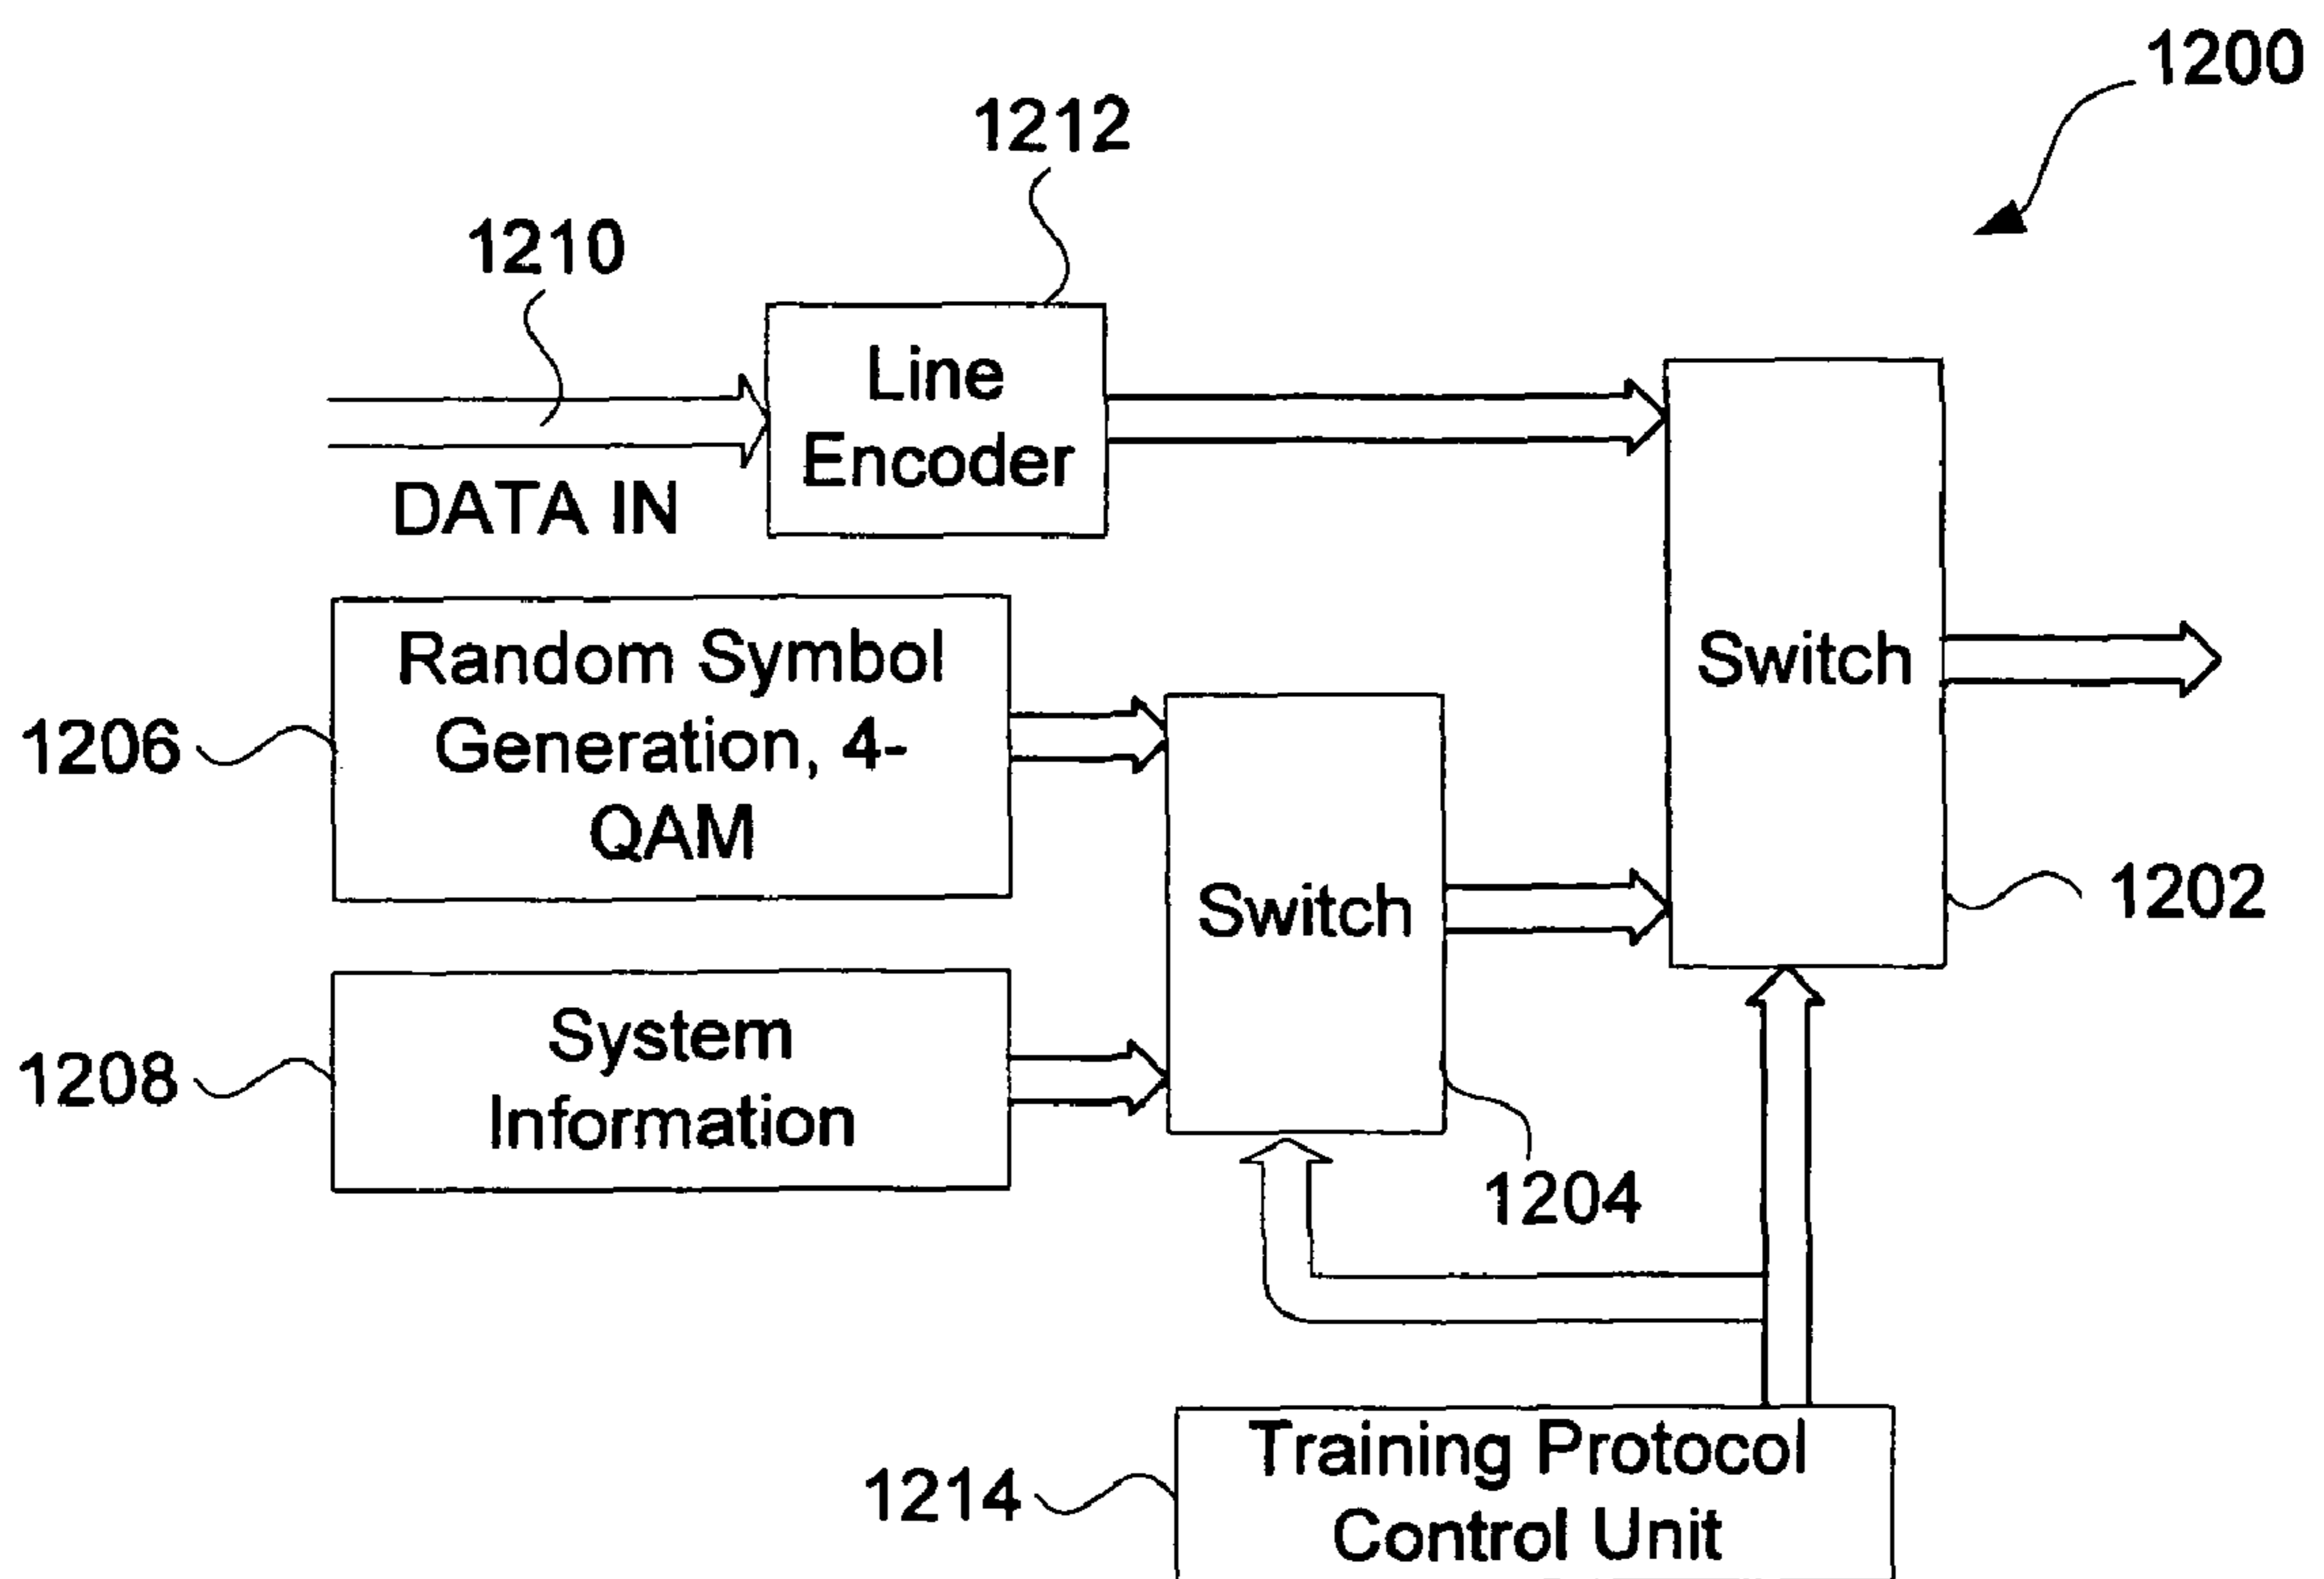 1200
1212
1210
Line
Encoder
DATA IN
Random Symbol
Generation, 4-
QAM
1206
Switch
Switch
1202
System
Information
1208
1204
Training Protocol
Control Unit
1214